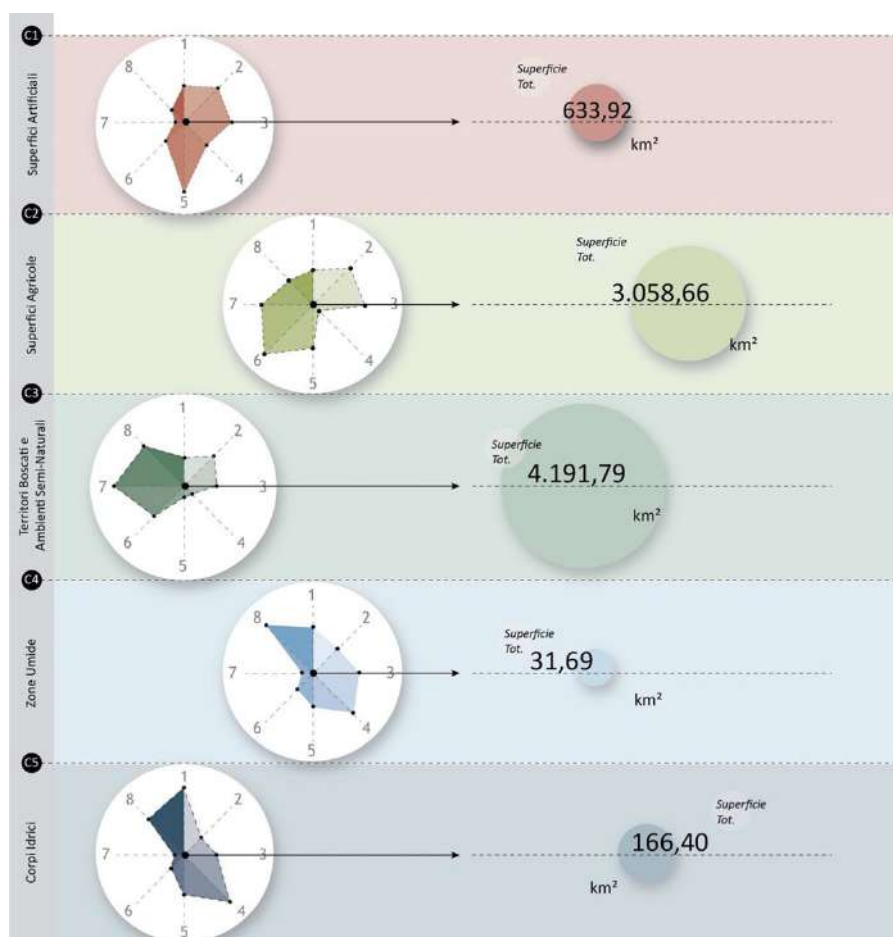 C1
Superfici Artificiali
1
2
3
4
5
6
7
8
Superficie
Tot.
633,92
km²
C2
Superfici Agricole
1
2
3
4
5
6
7
8
Superficie
Tot.
3.058,66
km²
C3
Territori Boscati e
Ambienti Semi-Naturali
1
2
3
4
5
6
7
8
Superficie
Tot.
4.191,79
km²
C4
Zone Umide
1
2
3
4
5
6
7
8
Superficie
Tot.
31,69
km²
C5
Corpi Idrici
1
2
3
4
5
6
7
8
Superficie
Tot.
166,40
km²